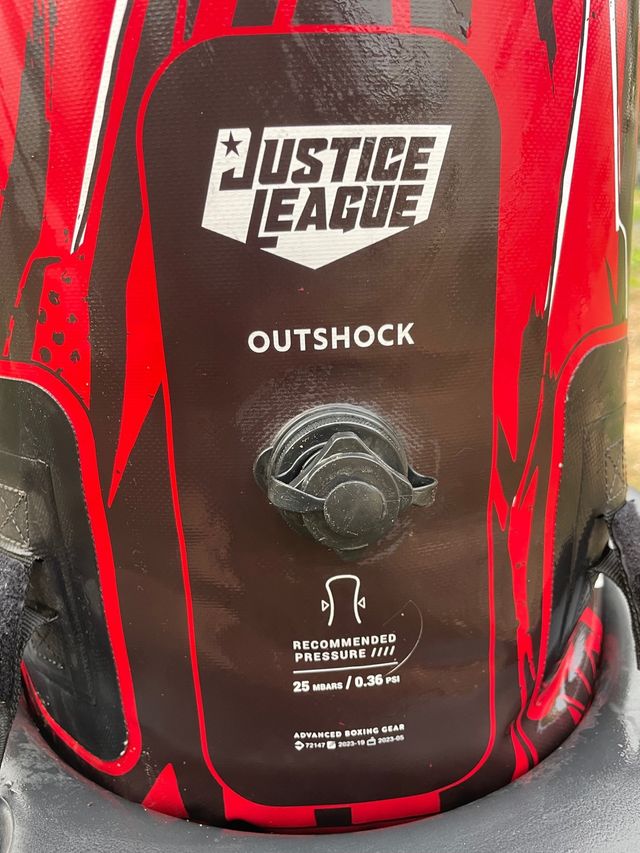 JUSTICE
LEAGUE
OUTSHOCK
RECOMMENDED
PRESSURE ////
25 MBARS / 0.36 PSI
ADVANCED BOXING GEAR
72147 2023-19 2023-05